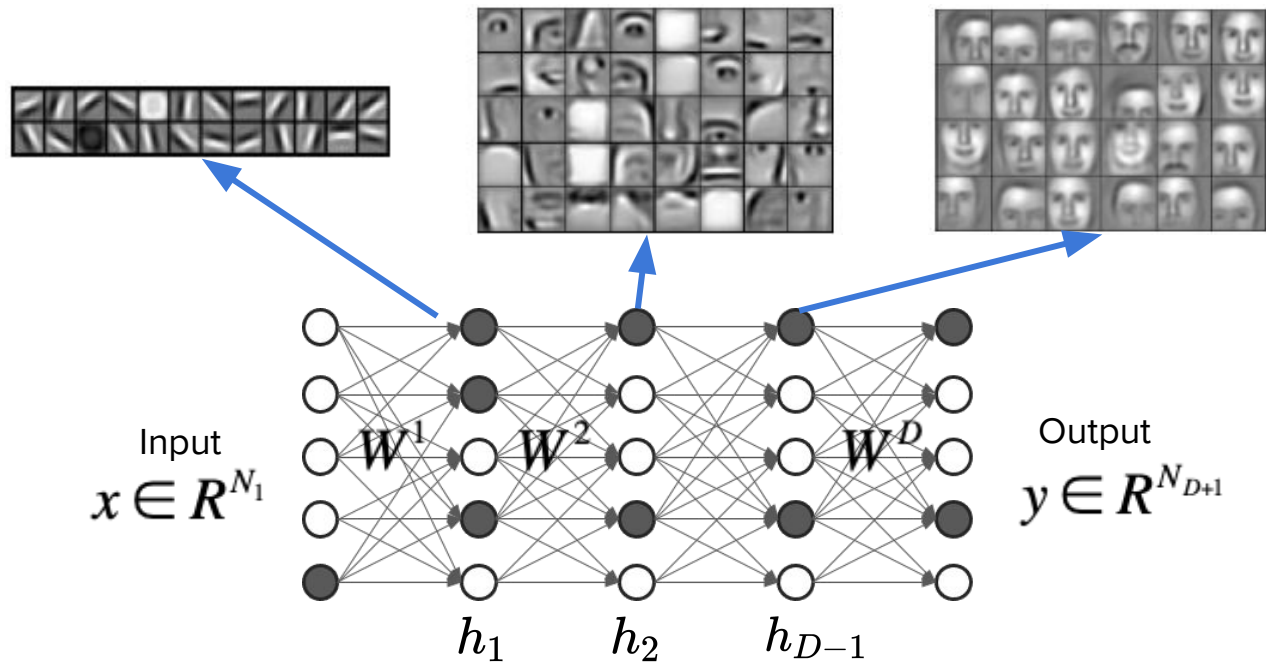 Input
x ∈ R^{N_1}
W^1
W^2
W^D
Output
y ∈ R^{N_{D+1}}
h_1
h_2
h_{D-1}